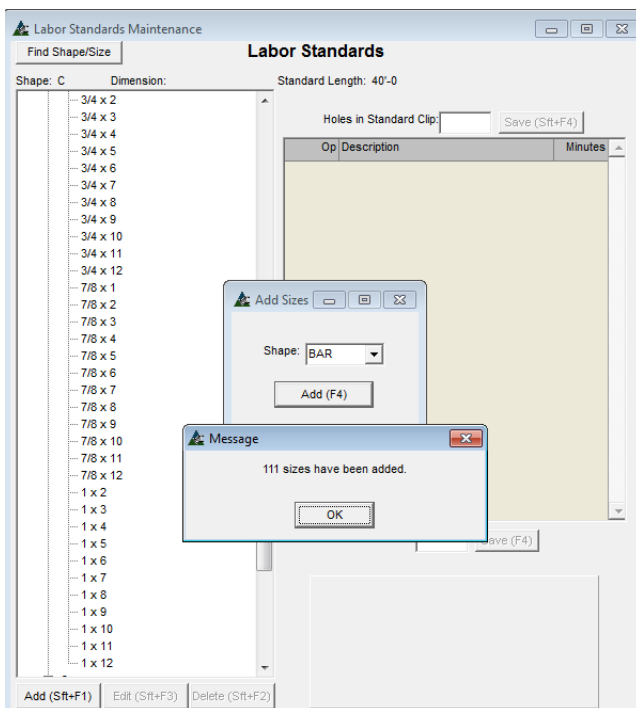 Labor Standards Maintenance
Find Shape/Size
Labor Standards
Shape: C Dimension: Standard Length: 40'-0
3/4 x 2
3/4 x 3
3/4 x 4
3/4 x 5
3/4 x 6
3/4 x 7
3/4 x 8
3/4 x 9
3/4 x 10
3/4 x 11
3/4 x 12
7/8 x 1
7/8 x 2
7/8 x 3
7/8 x 4
7/8 x 5
7/8 x 6
7/8 x 7
7/8 x 8
7/8 x 9
7/8 x 10
7/8 x 11
7/8 x 12
1 x 2
1 x 3
1 x 4
1 x 5
1 x 6
1 x 7
1 x 8
1 x 9
1 x 10
1 x 11
1 x 12
Add (Sft+F1) Edit (Sft+F3) Delete (Sft+F2)
Holes in Standard Clip: Save (Sft+F4)
Op Description Minutes
Add Sizes
Shape: BAR
Add (F4)
Message
111 sizes have been added.
OK
ave (F4)